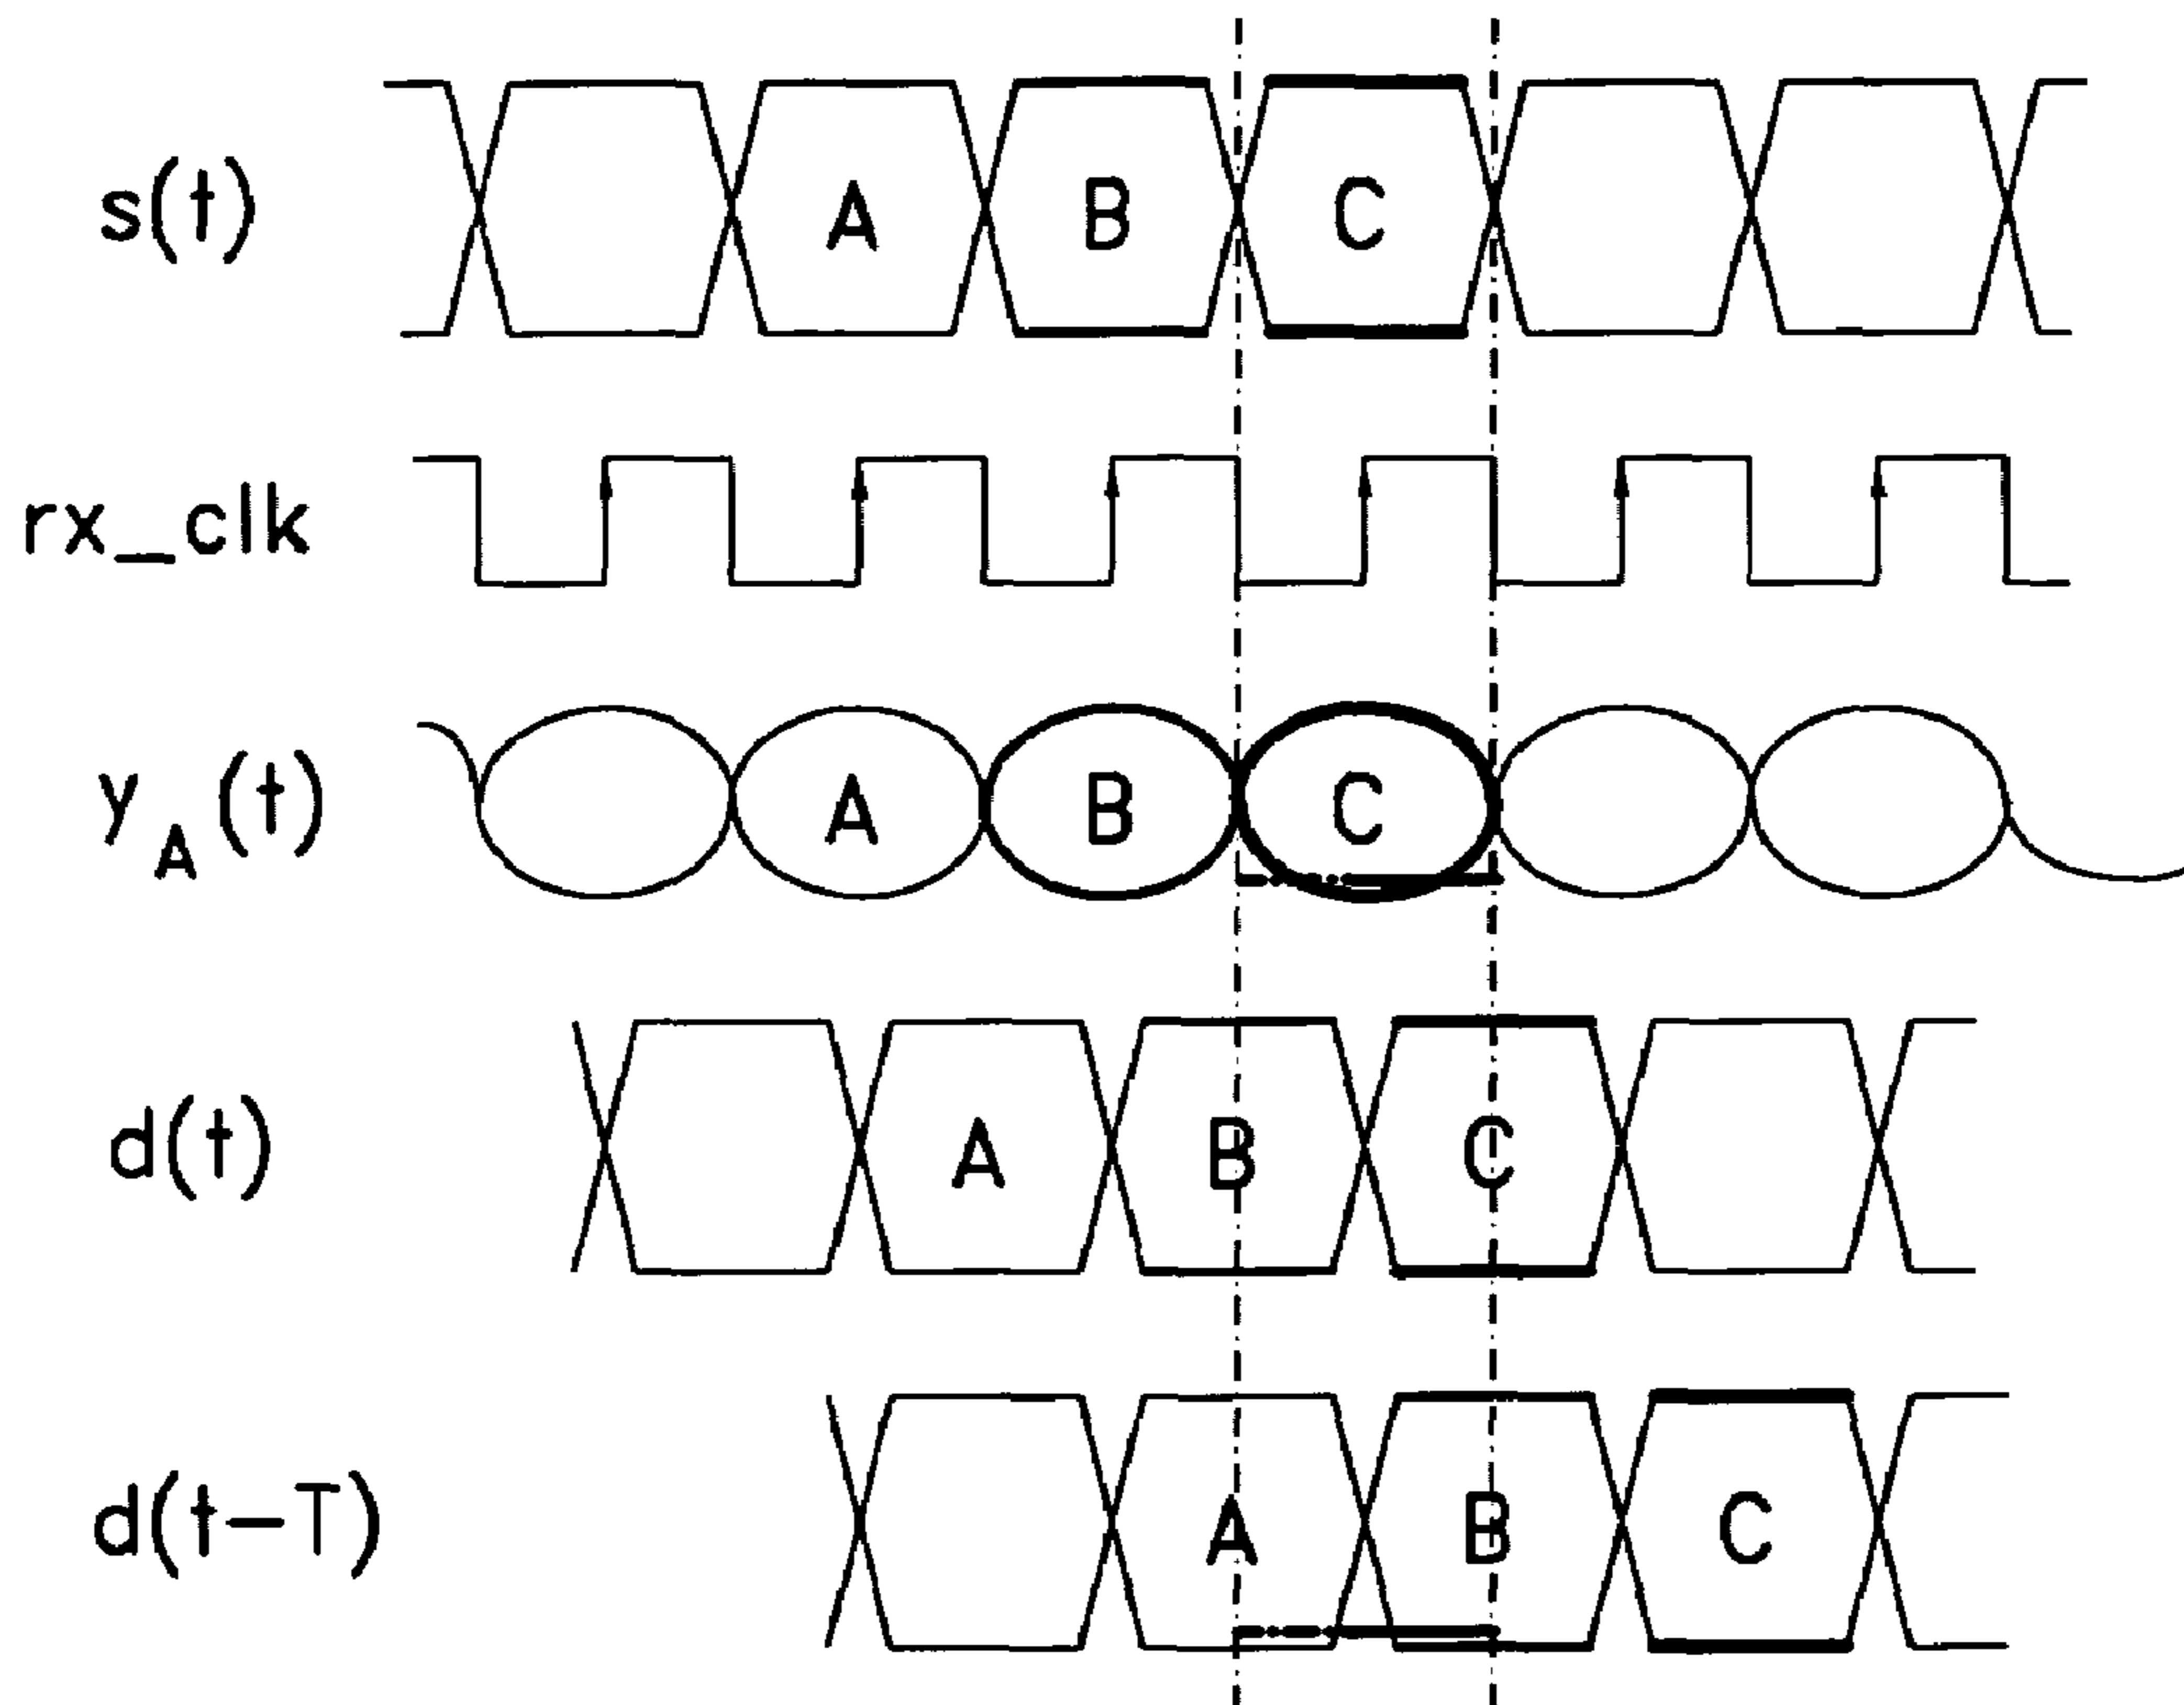 s(t) A B C
rx_clk
y_A(t) A B C
d(t) A B C
d(t-T) A B C